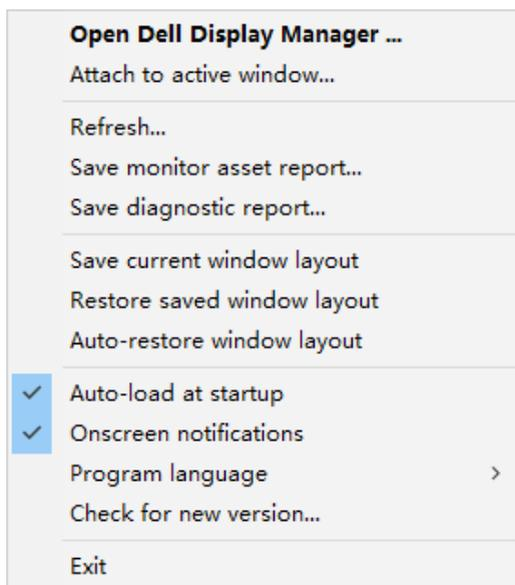 Open Dell Display Manager ...
Attach to active window...
Refresh...
Save monitor asset report...
Save diagnostic report...
Save current window layout
Restore saved window layout
Auto-restore window layout
Auto-load at startup
Onscreen notifications
Program language
Check for new version...
Exit